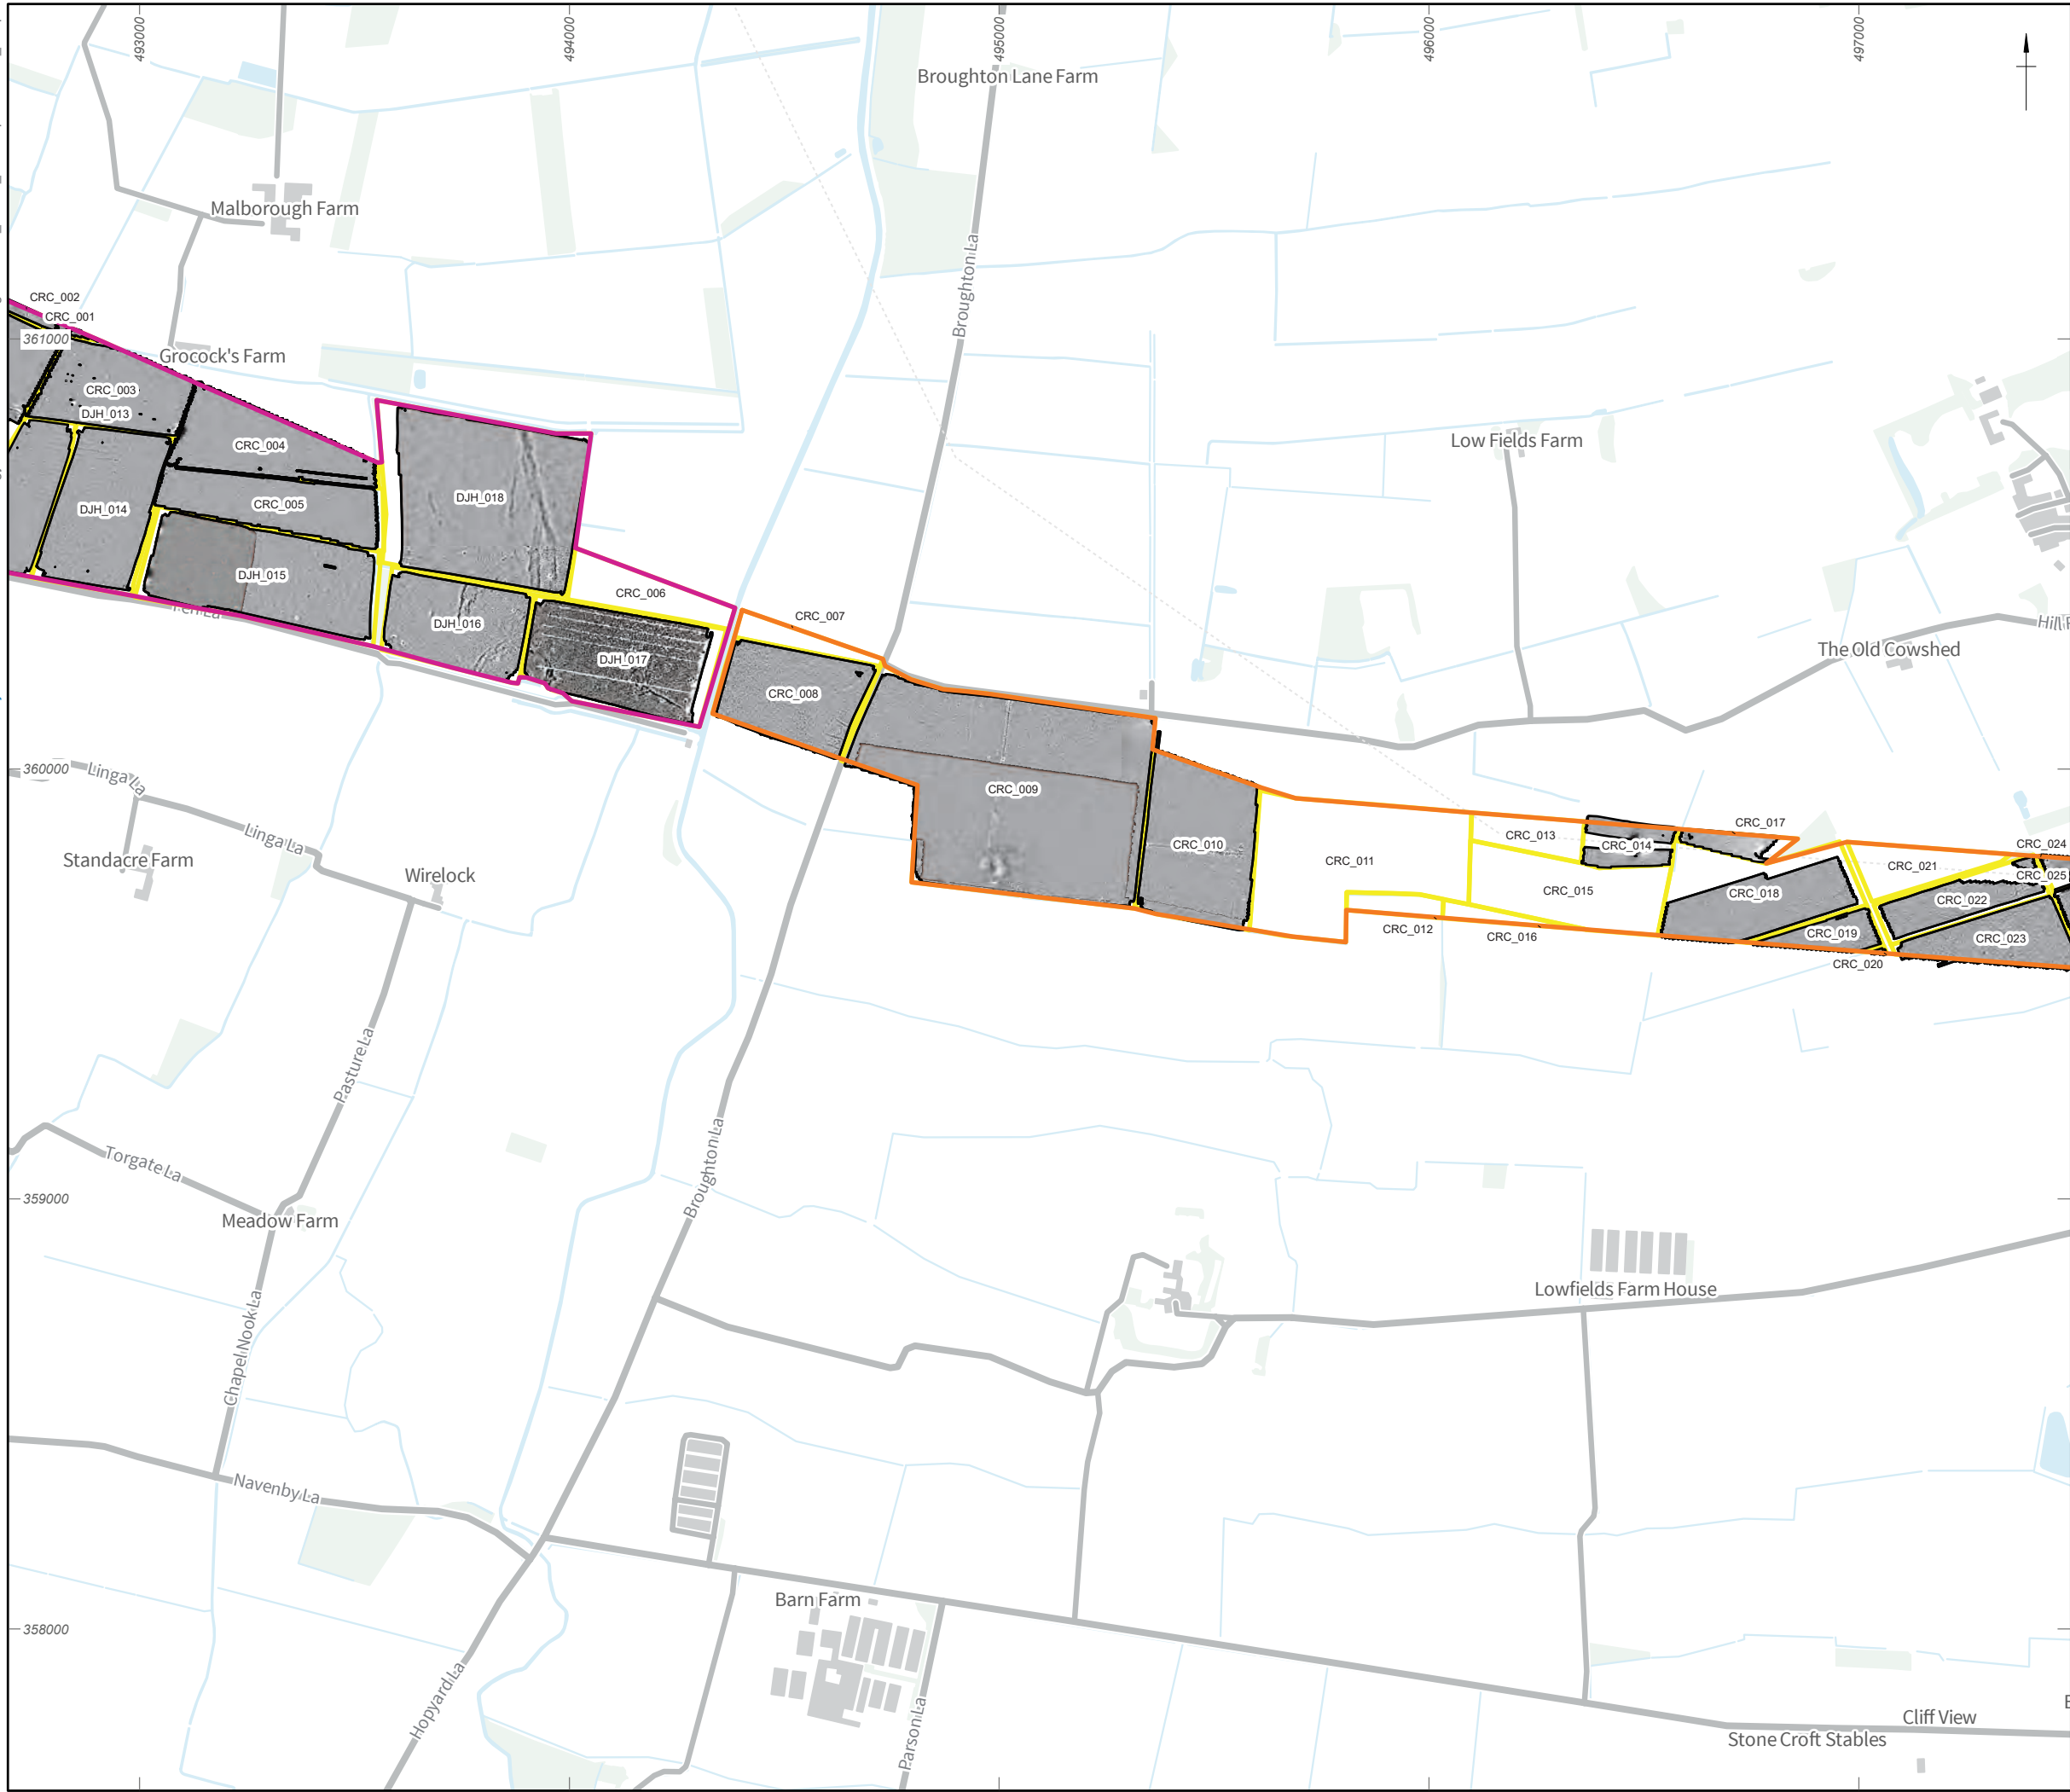 493000
494000
495000
496000
497000
Broughton Lane Farm
Malborough Farm
Broughton La
CRC_002
CRC_001
361000
Grocock's Farm
CRC_003
DJH_013
CRC_004
Low Fields Farm
DJH_018
CRC_005
DJH_014
DJH_015
CRC_006
Fen La
CRC_007
DJH_016
The Old Cowshed
DJH_017
CRC_008
360000
Linga La
CRC_009
CRC_017
Linga La
CRC_013
CRC_010
CRC_014
CRC_024
Standacre Farm
CRC_011
CRC_021
Wirelock
CRC_025
CRC_015
CRC_018
CRC_022
CRC_012
CRC_016
CRC_019
CRC_023
CRC_020
Pasture La
Torgate La
Broughton La
359000
Meadow Farm
Lowfields Farm House
Chapel Nook La
Navenby La
Barn Farm
358000
Hopyard La
Parson La
Cliff View
Stone Croft Stables